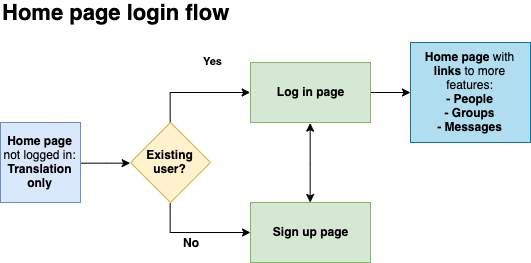 Home page login flow
Yes
Log in page
Home page with
links to more
features:
- People
- Groups
- Messages
Home page
not logged in:
Translation
only
Existing
user?
No
Sign up page